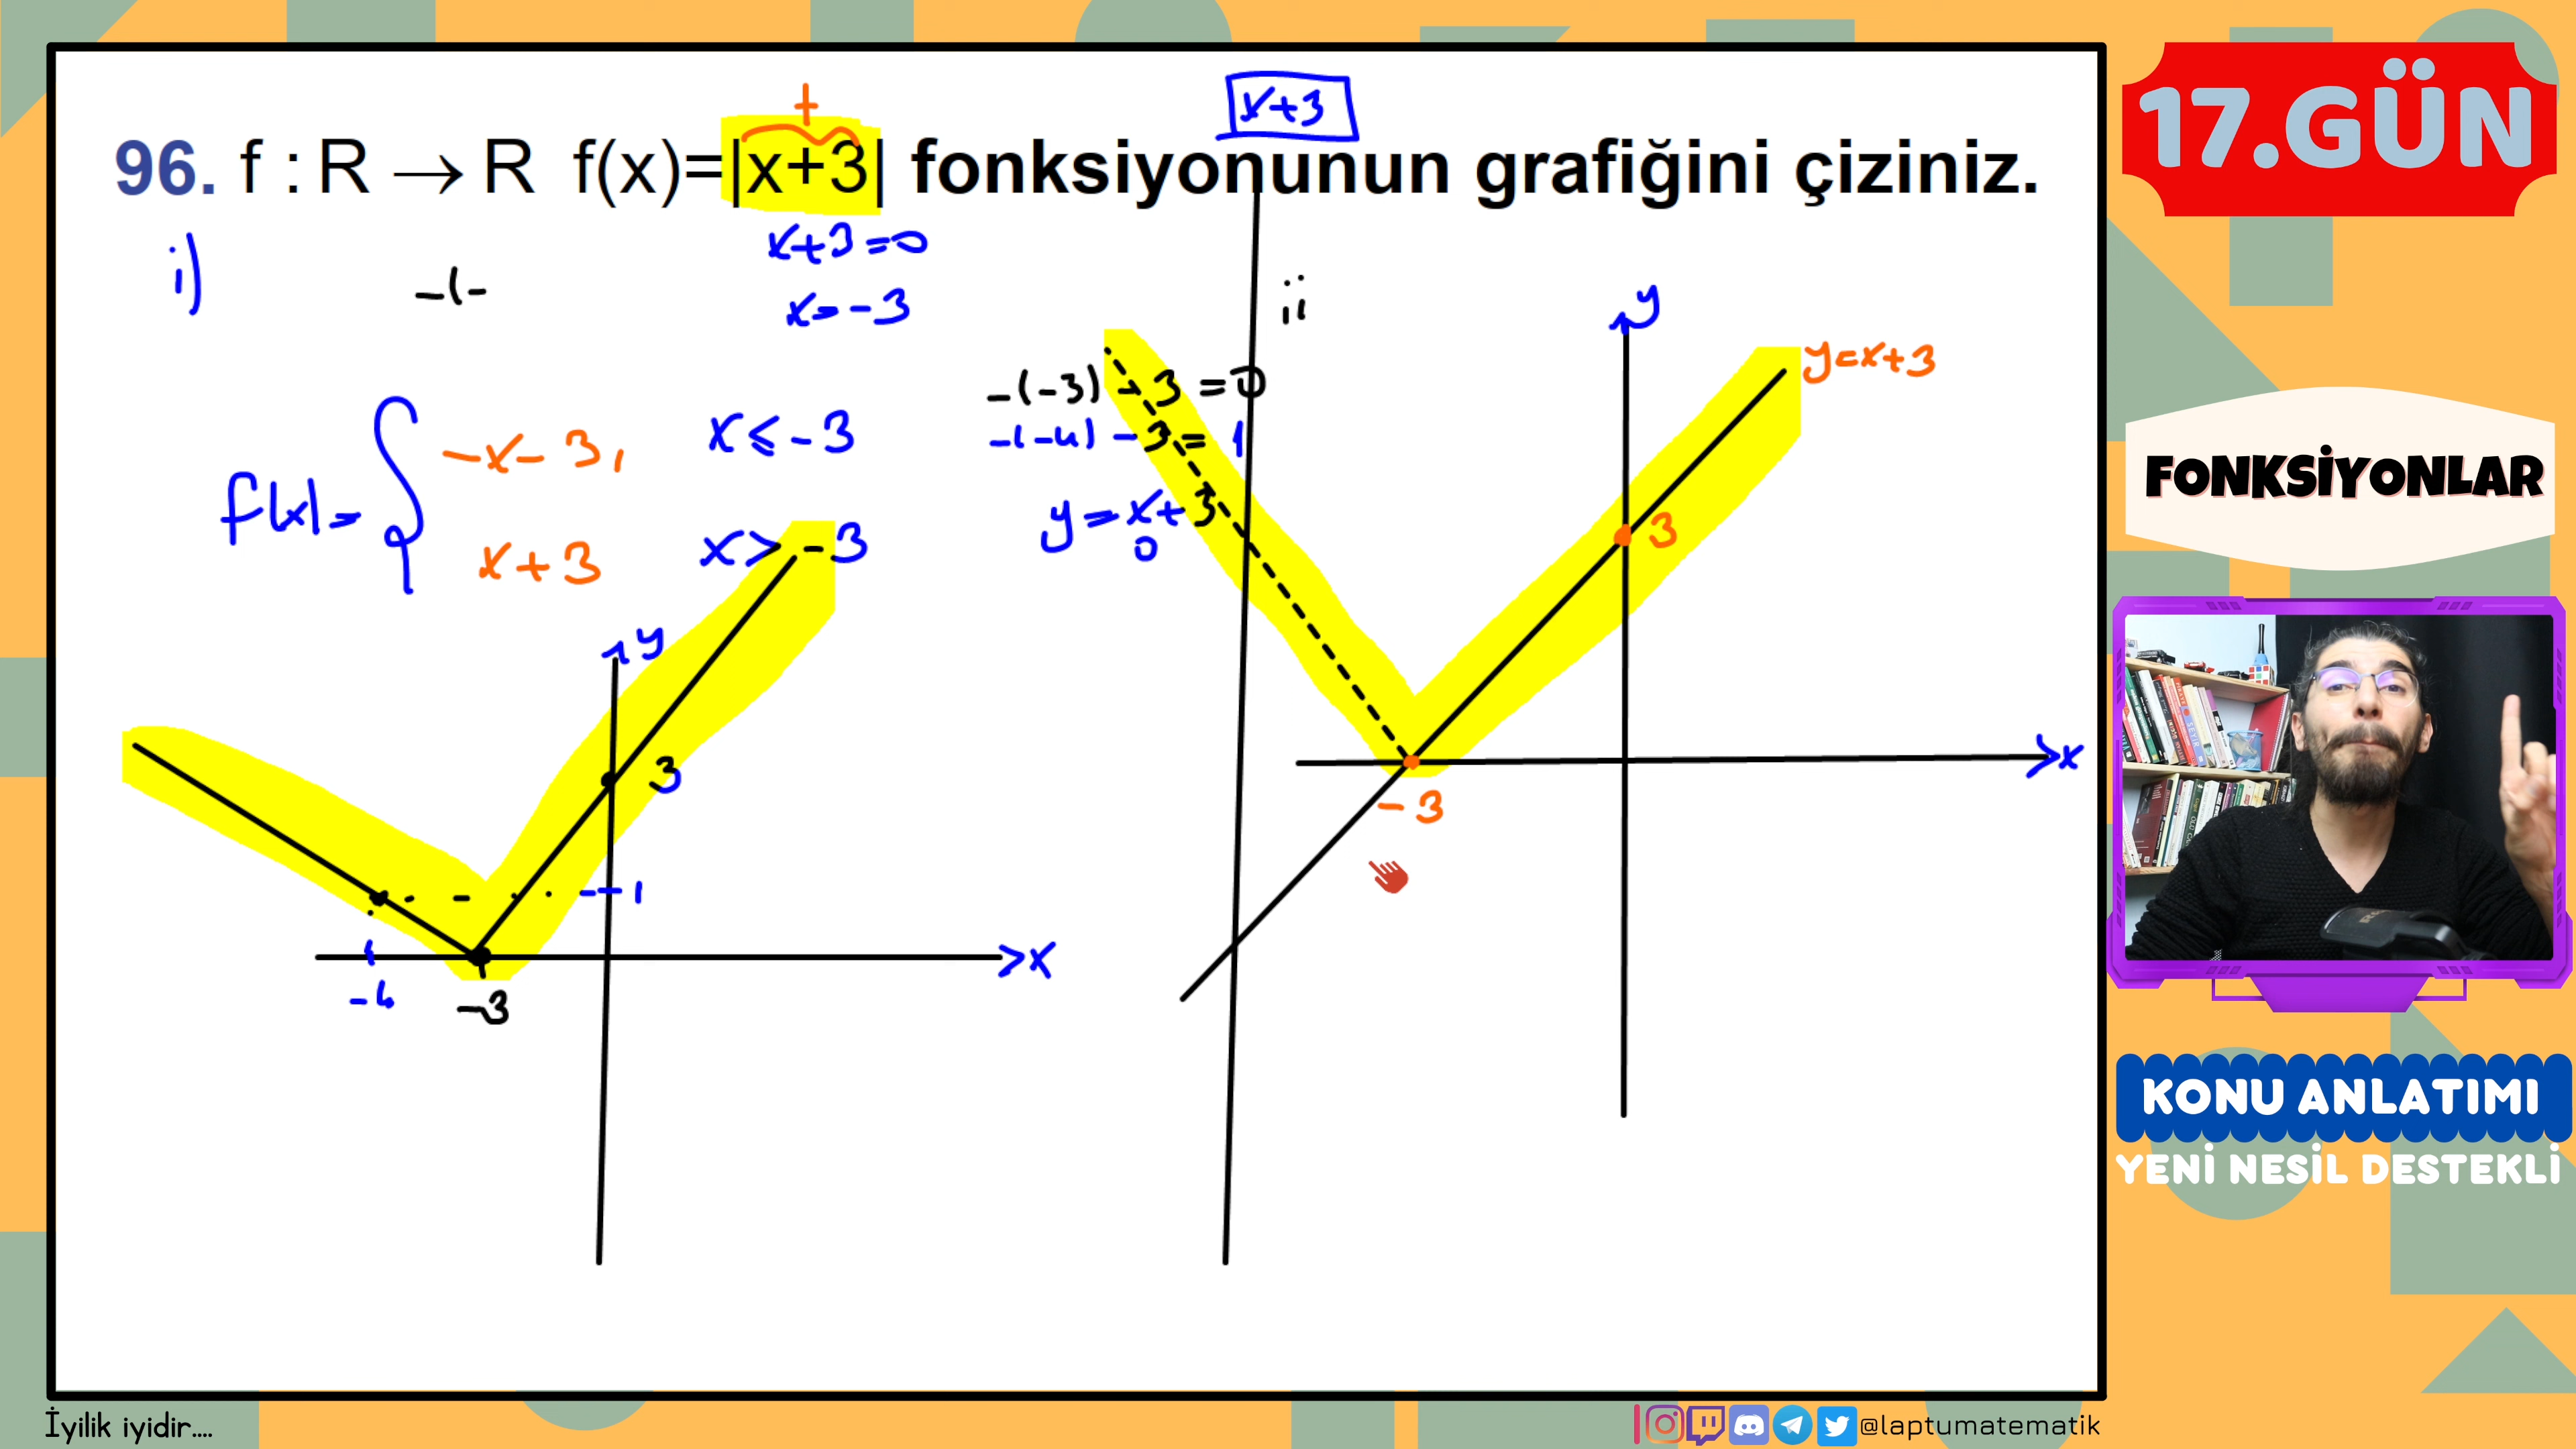 x+3
+
96. f : R → R f(x)=|x+3| fonksiyonunun grafiğini çiziniz.
i)
x+3=0
x=-3
-(-
f(x)=
-x-3,
x≤-3
x+3
x>-3
y
3
1
x
-4
-3
ii
-(-3)-3=0
-(-4)-3=1
y=x+3
0
y
y=x+3
3
x
-3
17.GÜN
FONKSİYONLAR
KONU ANLATIMI
YENİ NESİL DESTEKLİ
İyilik iyidir....
@laptumatematik